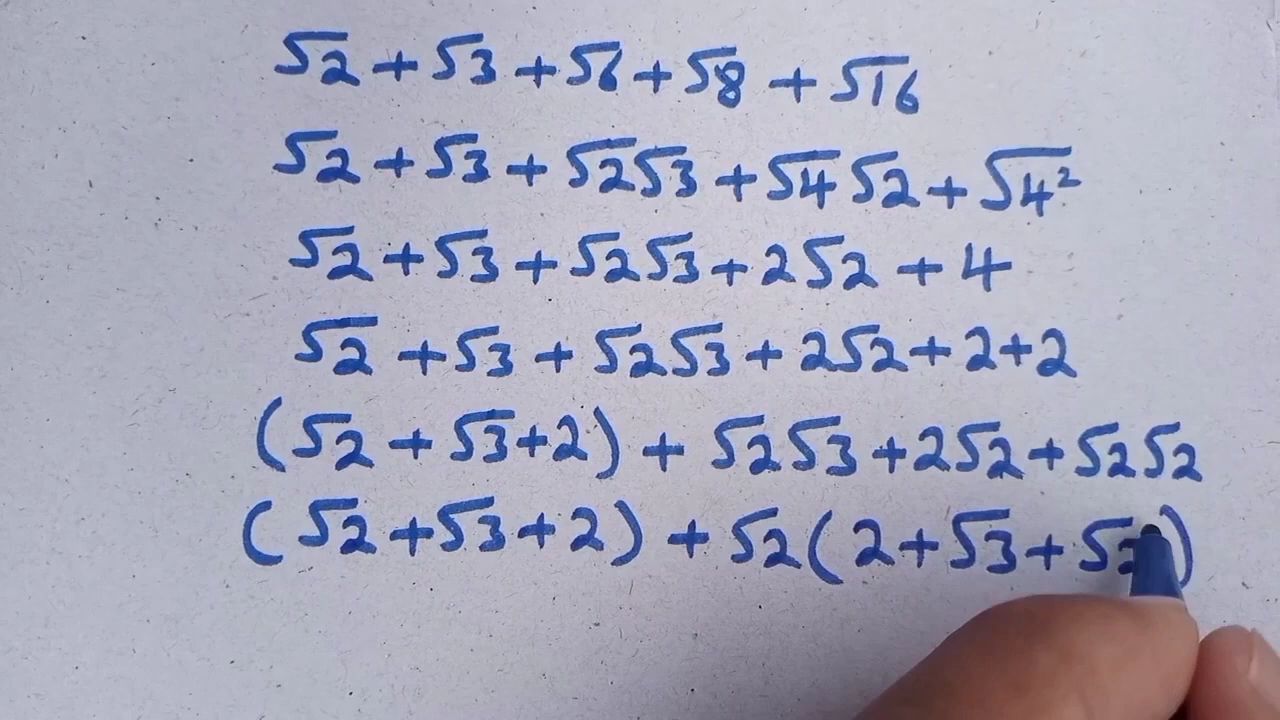 √2 + √3 + √6 + √8 + √16
√2 + √3 + √2√3 + √4√2 + √4²
√2 + √3 + √2√3 + 2√2 + 4
√2 + √3 + √2√3 + 2√2 + 2 + 2
(√2 + √3 + 2) + √2√3 + 2√2 + √2√2
(√2 + √3 + 2) + √2(2 + √3 + √2)